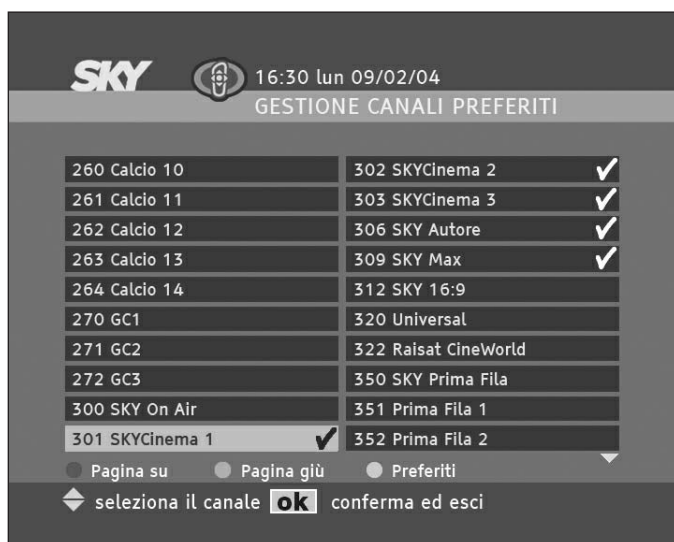 SKY 16:30 lun 09/02/04
GESTIONE CANALI PREFERITI
260 Calcio 10
261 Calcio 11
262 Calcio 12
263 Calcio 13
264 Calcio 14
270 GC1
271 GC2
272 GC3
300 SKY On Air
301 SKYCinema 1
302 SKYCinema 2
303 SKYCinema 3
306 SKY Autore
309 SKY Max
312 SKY 16:9
320 Universal
322 Raisat CineWorld
350 SKY Prima Fila
351 Prima Fila 1
352 Prima Fila 2
Pagina su Pagina giù Preferiti
seleziona il canale ok conferma ed esci